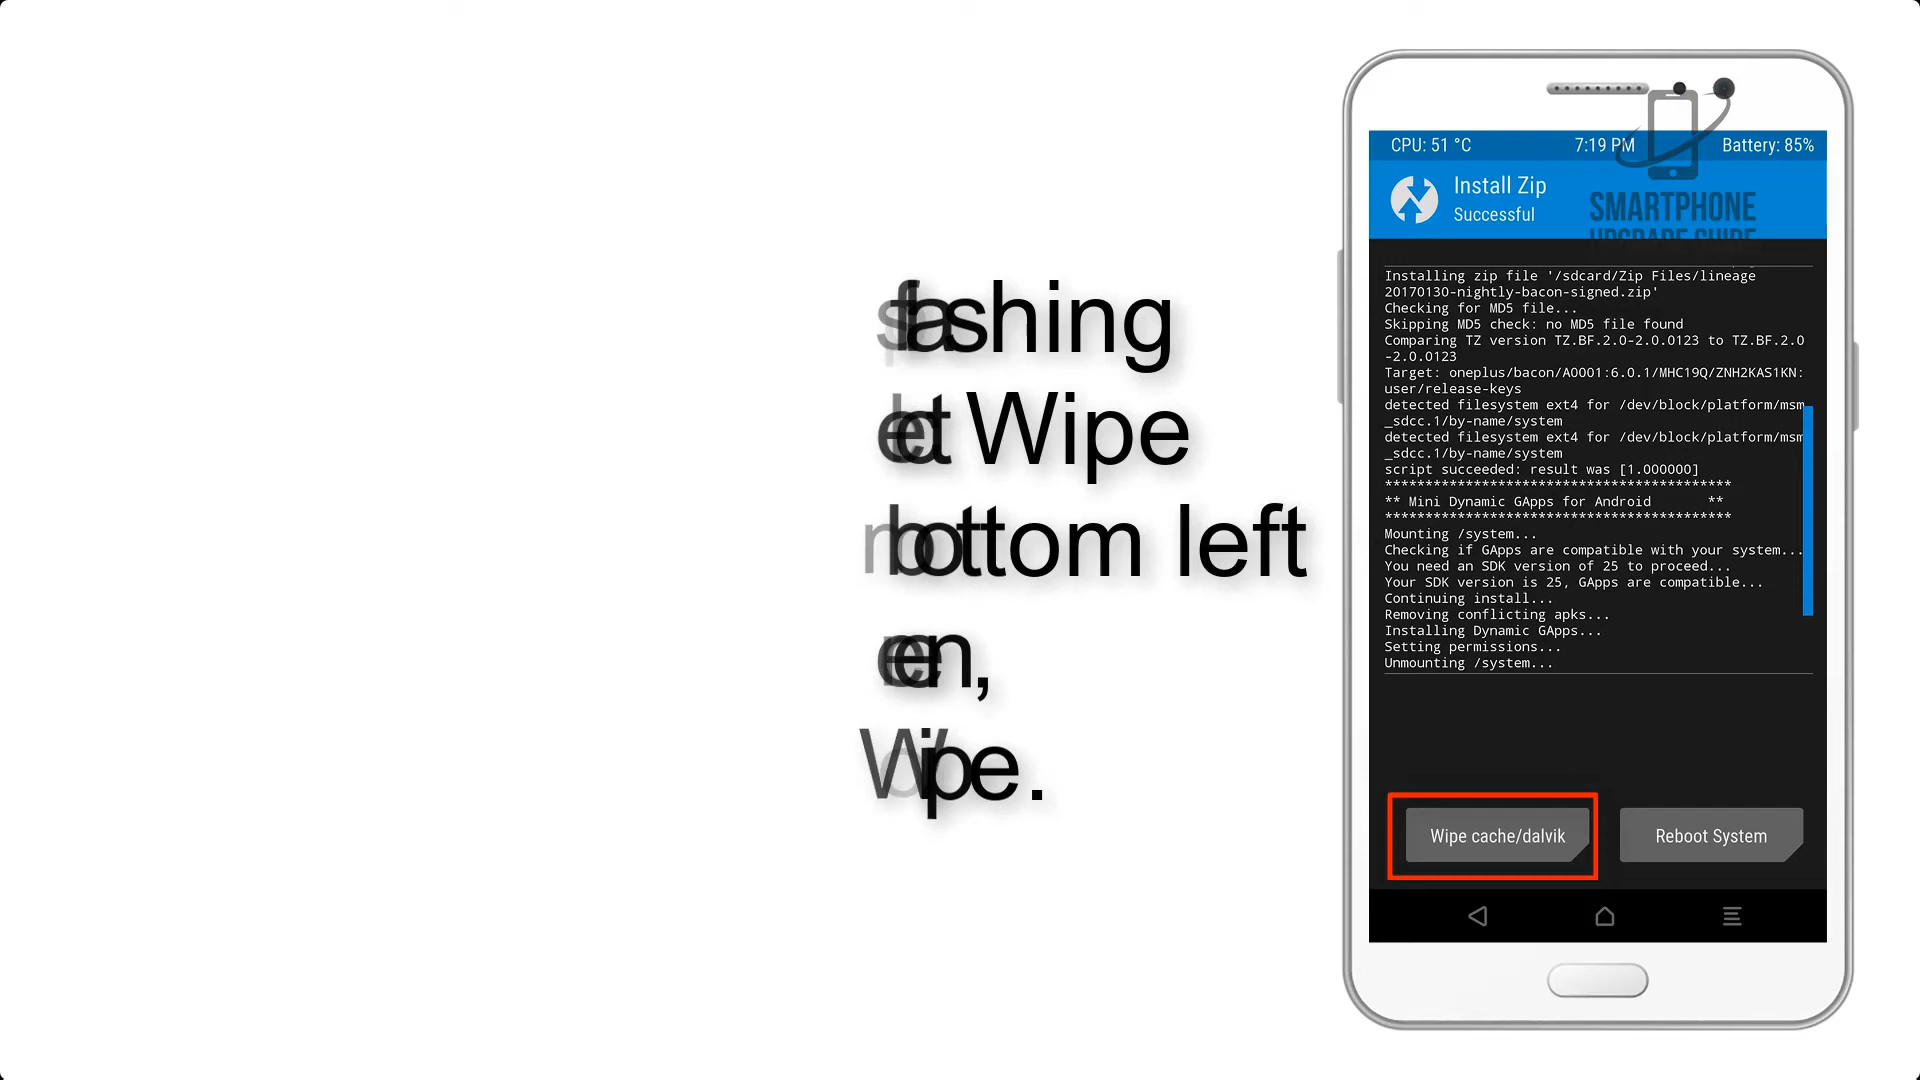 shing
Wipe
bottom left
Wipe.
CPU: 51 °C 7:19 PM Battery: 85%
Install Zip
Successful
SMARTPHONE
UPGRADE GUIDE
Installing zip file '/sdcard/Zip Files/lineage
20170130-nightly-bacon-signed.zip'
Checking for MD5 file...
Skipping MD5 check: no MD5 file found
Comparing TZ version TZ.BF.2.0-2.0.0123 to TZ.BF.2.0
-2.0.0123
Target: oneplus/bacon/A0001:6.0.1/MHC19Q/ZNH2KAS1KN:
user/release-keys
detected filesystem ext4 for /dev/block/platform/msm
_sdcc.1/by-name/system
detected filesystem ext4 for /dev/block/platform/msm
_sdcc.1/by-name/system
script succeeded: result was [1.000000]
*******************************************
** Mini Dynamic GApps for Android **
*******************************************
Mounting /system...
Checking if GApps are compatible with your system...
You need an SDK version of 25 to proceed...
Your SDK version is 25, GApps are compatible...
Continuing install...
Removing conflicting apks...
Installing Dynamic GApps...
Setting permissions...
Unmounting /system...
Wipe cache/dalvik Reboot System